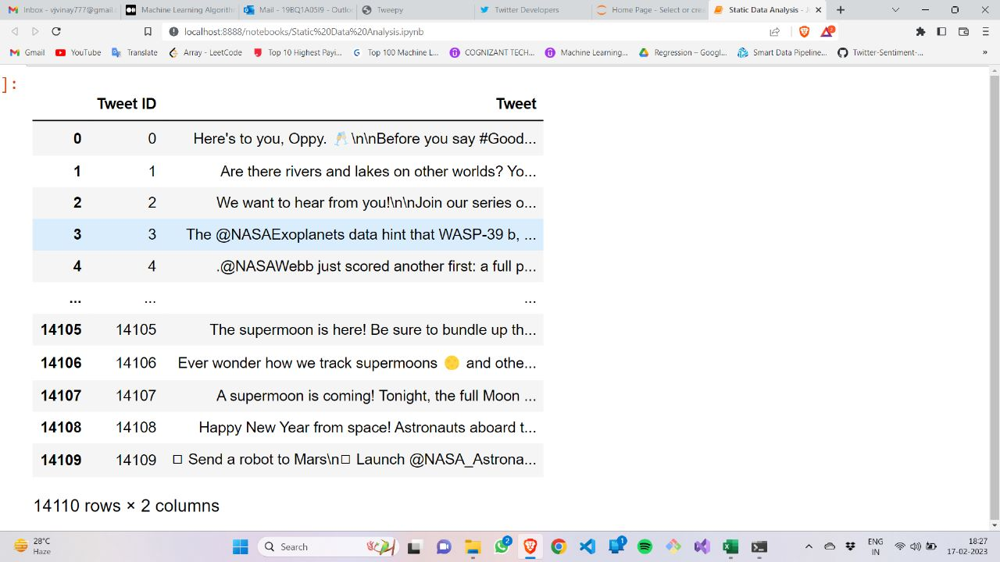 Inbox - vjvinay777@gmail.c
Machine Learning Algorithm
Mail - 19BQ1A05I9 - Outlo
Tweepy
Twitter Developers
Home Page - Select or crea
Static Data Analysis - J
localhost:8888/notebooks/Static%20Data%20Analysis.ipynb
Gmail
YouTube
Translate
Array - LeetCode
Top 10 Highest Payi...
Top 100 Machine L...
COGNIZANT TECH...
Machine Learning...
Regression – Googl...
Smart Data Pipeline...
Twitter-Sentiment-...
»
]:
Tweet ID Tweet
0 0 Here's to you, Oppy. 🥂 \n\nBefore you say #Good...
1 1 Are there rivers and lakes on other worlds? Yo...
2 2 We want to hear from you!\n\nJoin our series o...
3 3 The @NASAExoplanets data hint that WASP-39 b, ...
4 4 .@NASAWebb just scored another first: a full p...
... ... ...
14105 14105 The supermoon is here! Be sure to bundle up th...
14106 14106 Ever wonder how we track supermoons 🌕 and othe...
14107 14107 A supermoon is coming! Tonight, the full Moon ...
14108 14108 Happy New Year from space! Astronauts aboard t...
14109 14109 □ Send a robot to Mars\n□ Launch @NASA_Astrona...
14110 rows × 2 columns
28°C
Haze
Search
2
1
ENG
IN
18:27
17-02-2023